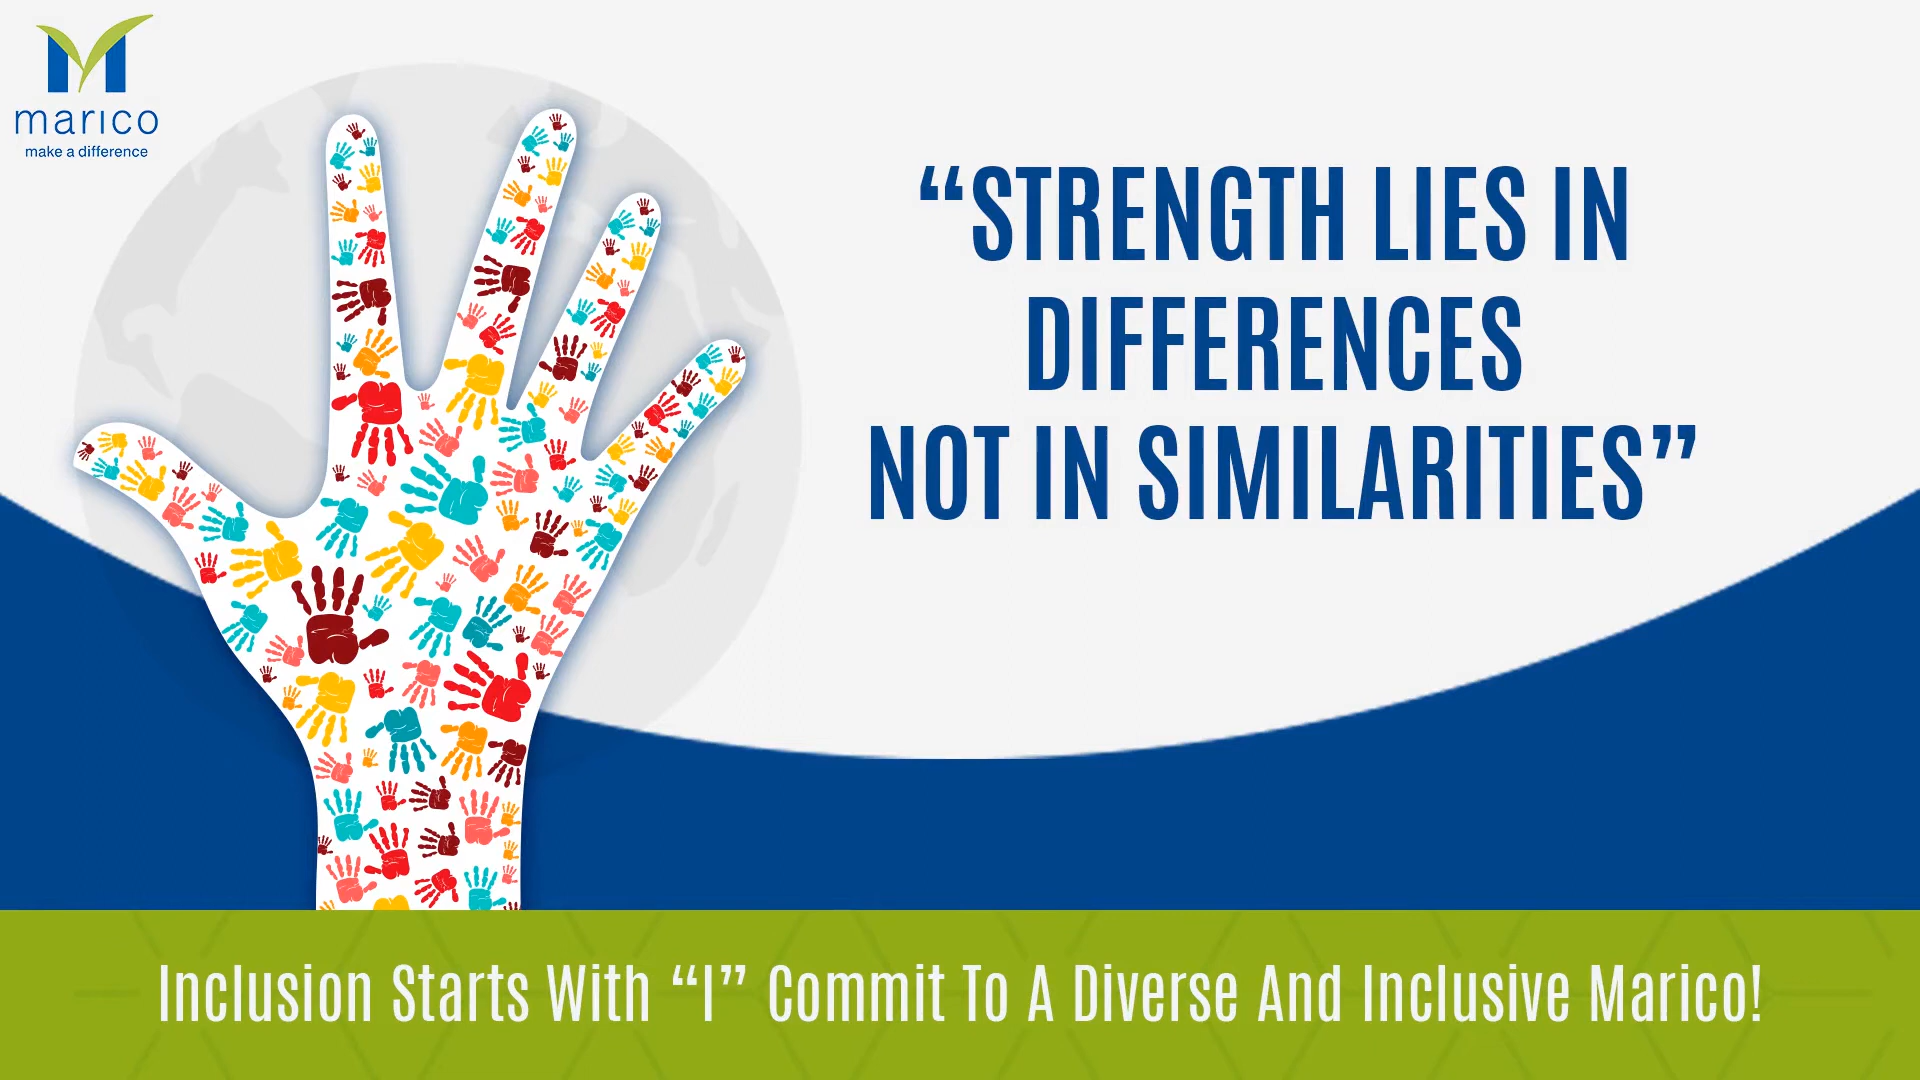 marico
make a difference
“STRENGTH LIES IN
DIFFERENCES
NOT IN SIMILARITIES”
Inclusion Starts With “I” Commit To A Diverse And Inclusive Marico!